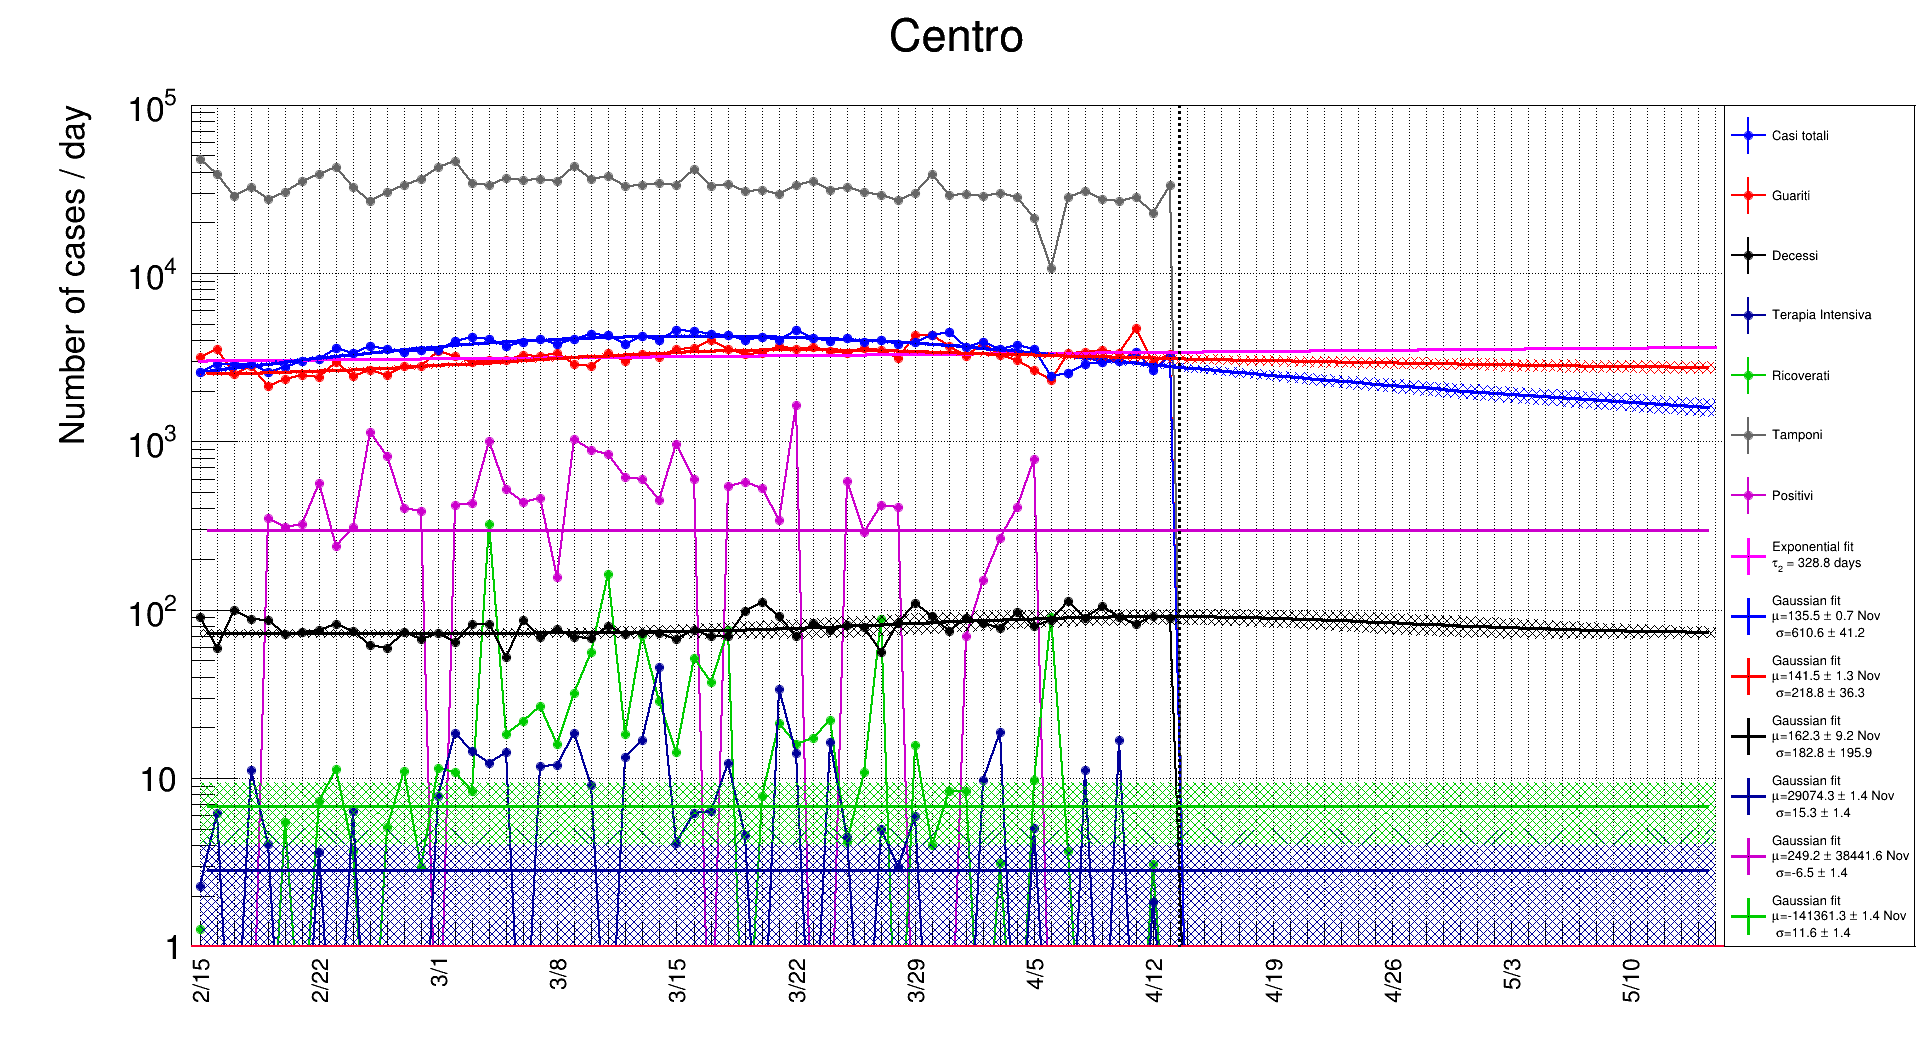 Centro
Number of cases / day
10^5
10^4
10^3
10^2
10
1
2/15
2/22
3/1
3/8
3/15
3/22
3/29
4/5
4/12
4/19
4/26
5/3
5/10
Casi totali
Guariti
Decessi
Terapia Intensiva
Ricoverati
Tamponi
Positivi
Exponential fit
τ_2 = 328.8 days
Gaussian fit
μ=135.5 ± 0.7 Nov
σ=610.6 ± 41.2
Gaussian fit
μ=141.5 ± 1.3 Nov
σ=218.8 ± 36.3
Gaussian fit
μ=162.3 ± 9.2 Nov
σ=182.8 ± 195.9
Gaussian fit
μ=29074.3 ± 1.4 Nov
σ=15.3 ± 1.4
Gaussian fit
μ=249.2 ± 38441.6 Nov
σ=-6.5 ± 1.4
Gaussian fit
μ=-141361.3 ± 1.4 Nov
σ=11.6 ± 1.4